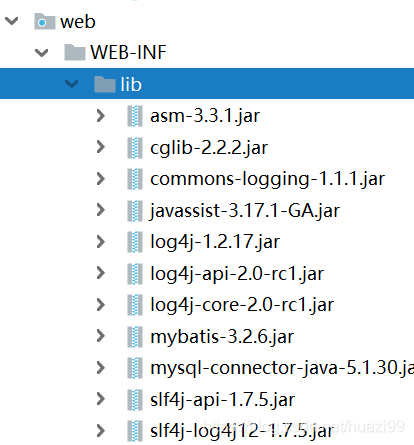 web
WEB-INF
lib
asm-3.3.1.jar
cglib-2.2.2.jar
commons-logging-1.1.1.jar
javassist-3.17.1-GA.jar
log4j-1.2.17.jar
log4j-api-2.0-rc1.jar
log4j-core-2.0-rc1.jar
mybatis-3.2.6.jar
mysql-connector-java-5.1.30.ja
slf4j-api-1.7.5.jar
slf4j-log4j12-1.7.5.jar